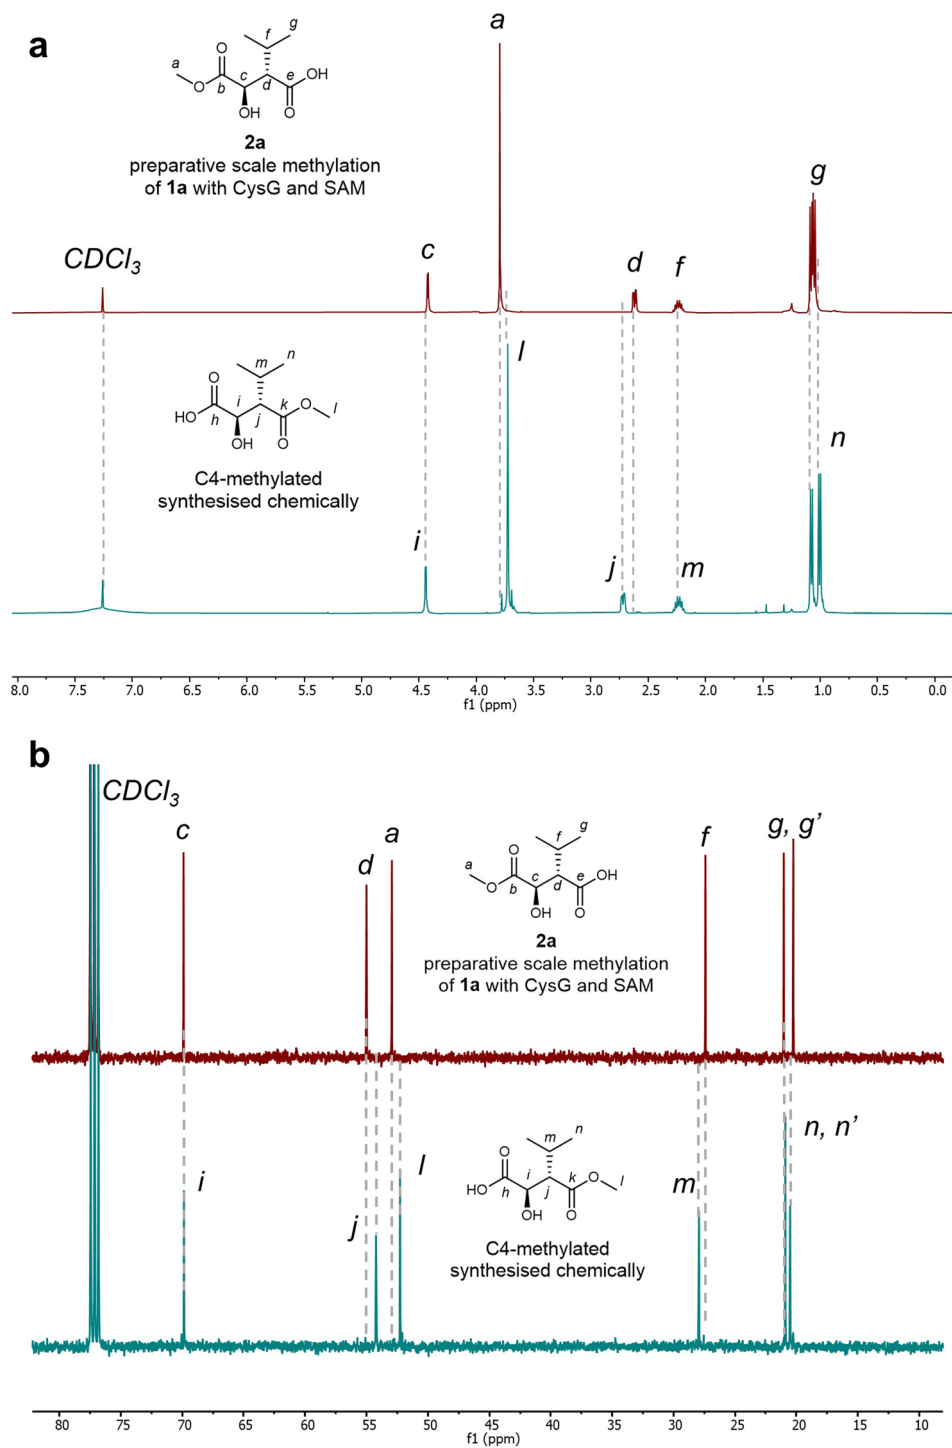 a
a
O
O
b
c
OH
f
g
d
e
OH
O
2a
preparative scale methylation
of 1a with CysG and SAM
CDCl3
c
a
d
f
g
O
HO
h
i
OH
m
n
j
k
O
O
l
C4-methylated
synthesised chemically
i
l
j
m
n
8.0 7.5 7.0 6.5 6.0 5.5 5.0 4.5 4.0 3.5 3.0 2.5 2.0 1.5 1.0 0.5 0.0
f1 (ppm)
b
CDCl3
c
d
a
f
g, g’
a
O
O
b
c
OH
f
g
d
e
OH
O
2a
preparative scale methylation
of 1a with CysG and SAM
i
j
l
m
n, n’
O
HO
h
i
OH
m
n
j
k
O
O
l
C4-methylated
synthesised chemically
80 75 70 65 60 55 50 45 40 35 30 25 20 15 10
f1 (ppm)